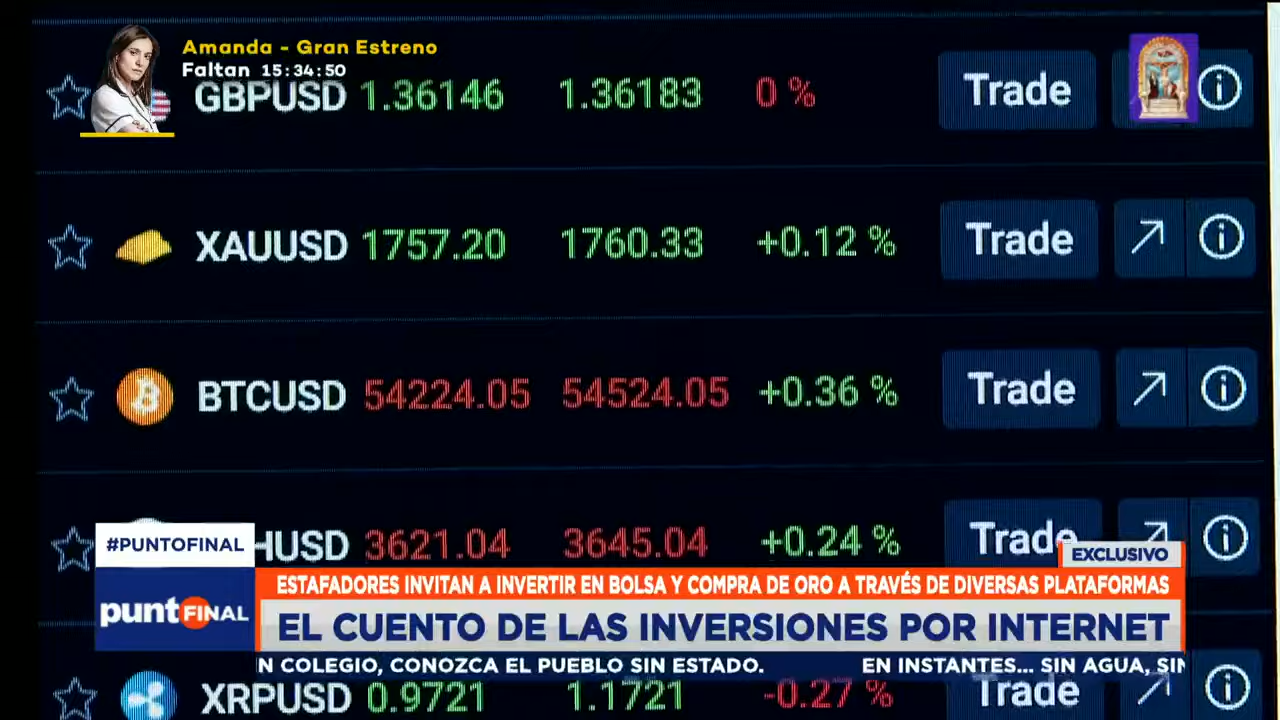 Amanda - Gran Estreno
Faltan 15:34:50
GBPUSD 1.36146 1.36183 0 % Trade
XAUUSD 1757.20 1760.33 +0.12 % Trade
BTCUSD 54224.05 54524.05 +0.36 % Trade
HUSD 3621.04 3645.04 +0.24 % Trade
#PUNTOFINAL
EXCLUSIVO
ESTAFADORES INVITAN A INVERTIR EN BOLSA Y COMPRA DE ORO A TRAVÉS DE DIVERSAS PLATAFORMAS
puntoFINAL
EL CUENTO DE LAS INVERSIONES POR INTERNET
N COLEGIO, CONOZCA EL PUEBLO SIN ESTADO. EN INSTANTES... SIN AGUA, SIN
XRPUSD 0.9721 1.1721 -0.27 % Trade